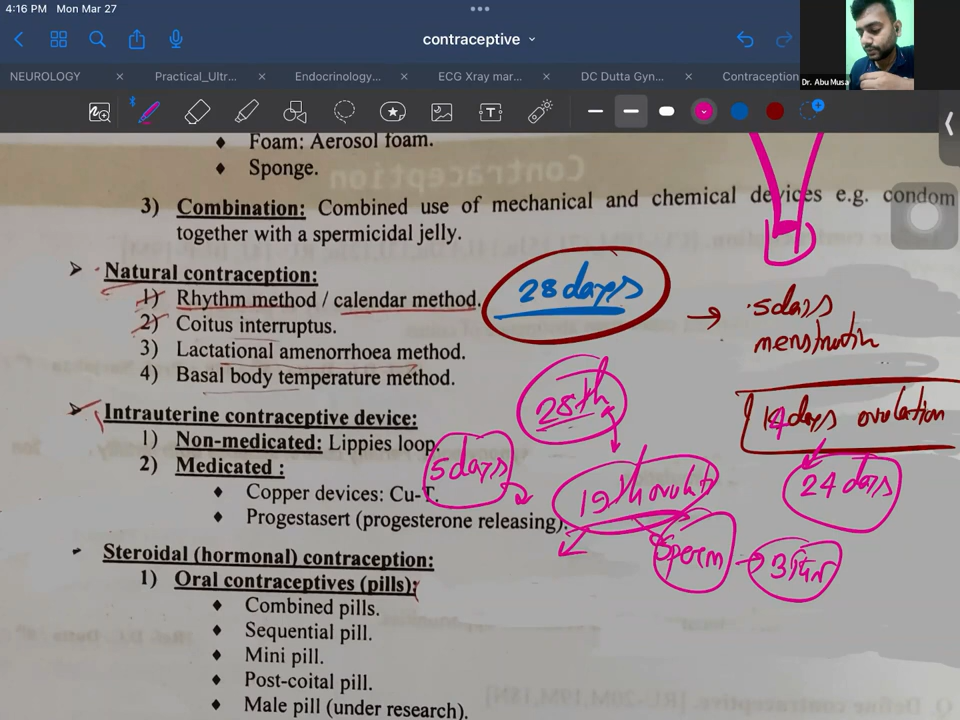 4:16 PM Mon Mar 27
contraceptive
Dr. Abu Musa
NEUROLOGY
Practical_Ultr...
Endocrinology...
ECG Xray mar...
DC Dutta Gyn...
Contraception
Foam: Aerosol foam.
Sponge.
3) Combination: Combined use of mechanical and chemical devices e.g. condom
together with a spermicidal jelly.
Natural contraception:
1) Rhythm method / calendar method.
2) Coitus interruptus.
3) Lactational amenorrhoea method.
4) Basal body temperature method.
28 days
5 days
28th
14 days ovulation
Intrauterine contraceptive device:
1) Non-medicated: Lippies loop.
2) Medicated :
5 days
24 days
Copper devices: Cu-T.
Progestasert (progesterone releasing).
Sperm
Steroidal (hormonal) contraception:
1) Oral contraceptives (pills):
Combined pills.
Sequential pill.
Mini pill.
Post-coital pill.
Male pill (under research).